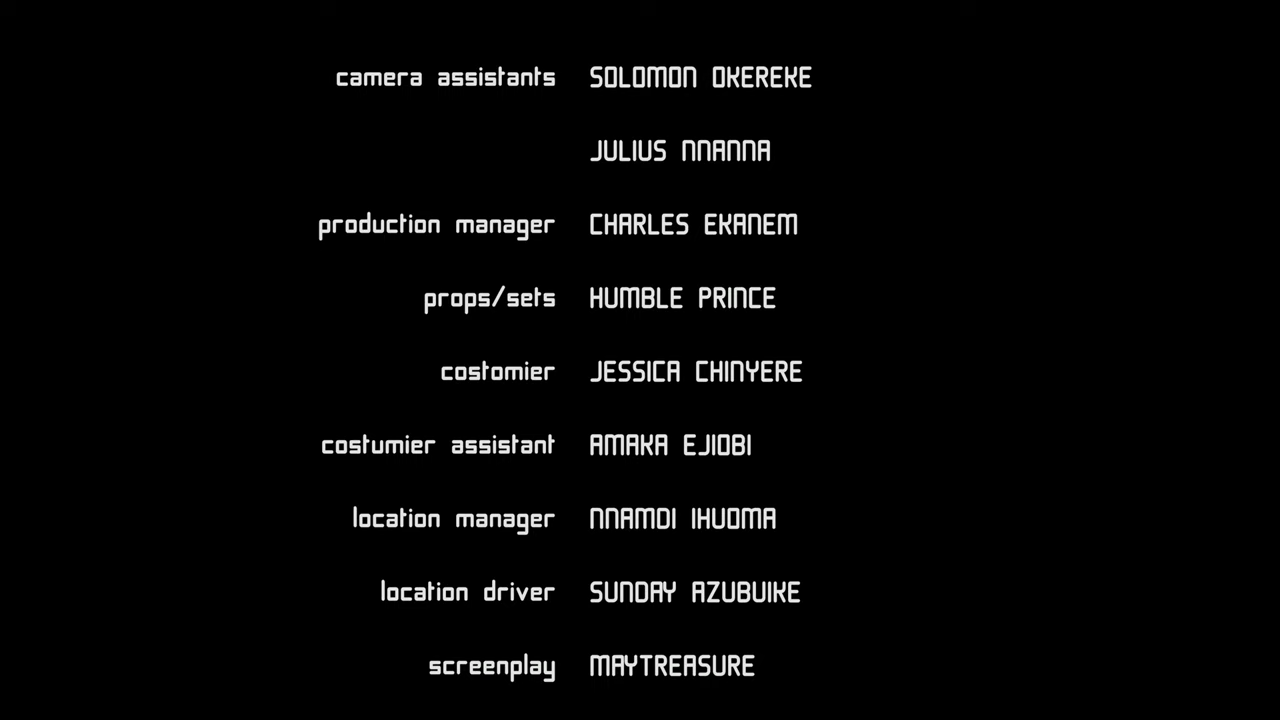 camera assistants SOLOMON OKEREKE
JULIUS NNANNA
production manager CHARLES EKANEM
props/sets HUMBLE PRINCE
costomier JESSICA CHINYERE
costumier assistant AMAKA EJIOBI
location manager NNAMDI IHUOMA
location driver SUNDAY AZUBUIKE
screenplay MAYTREASURE